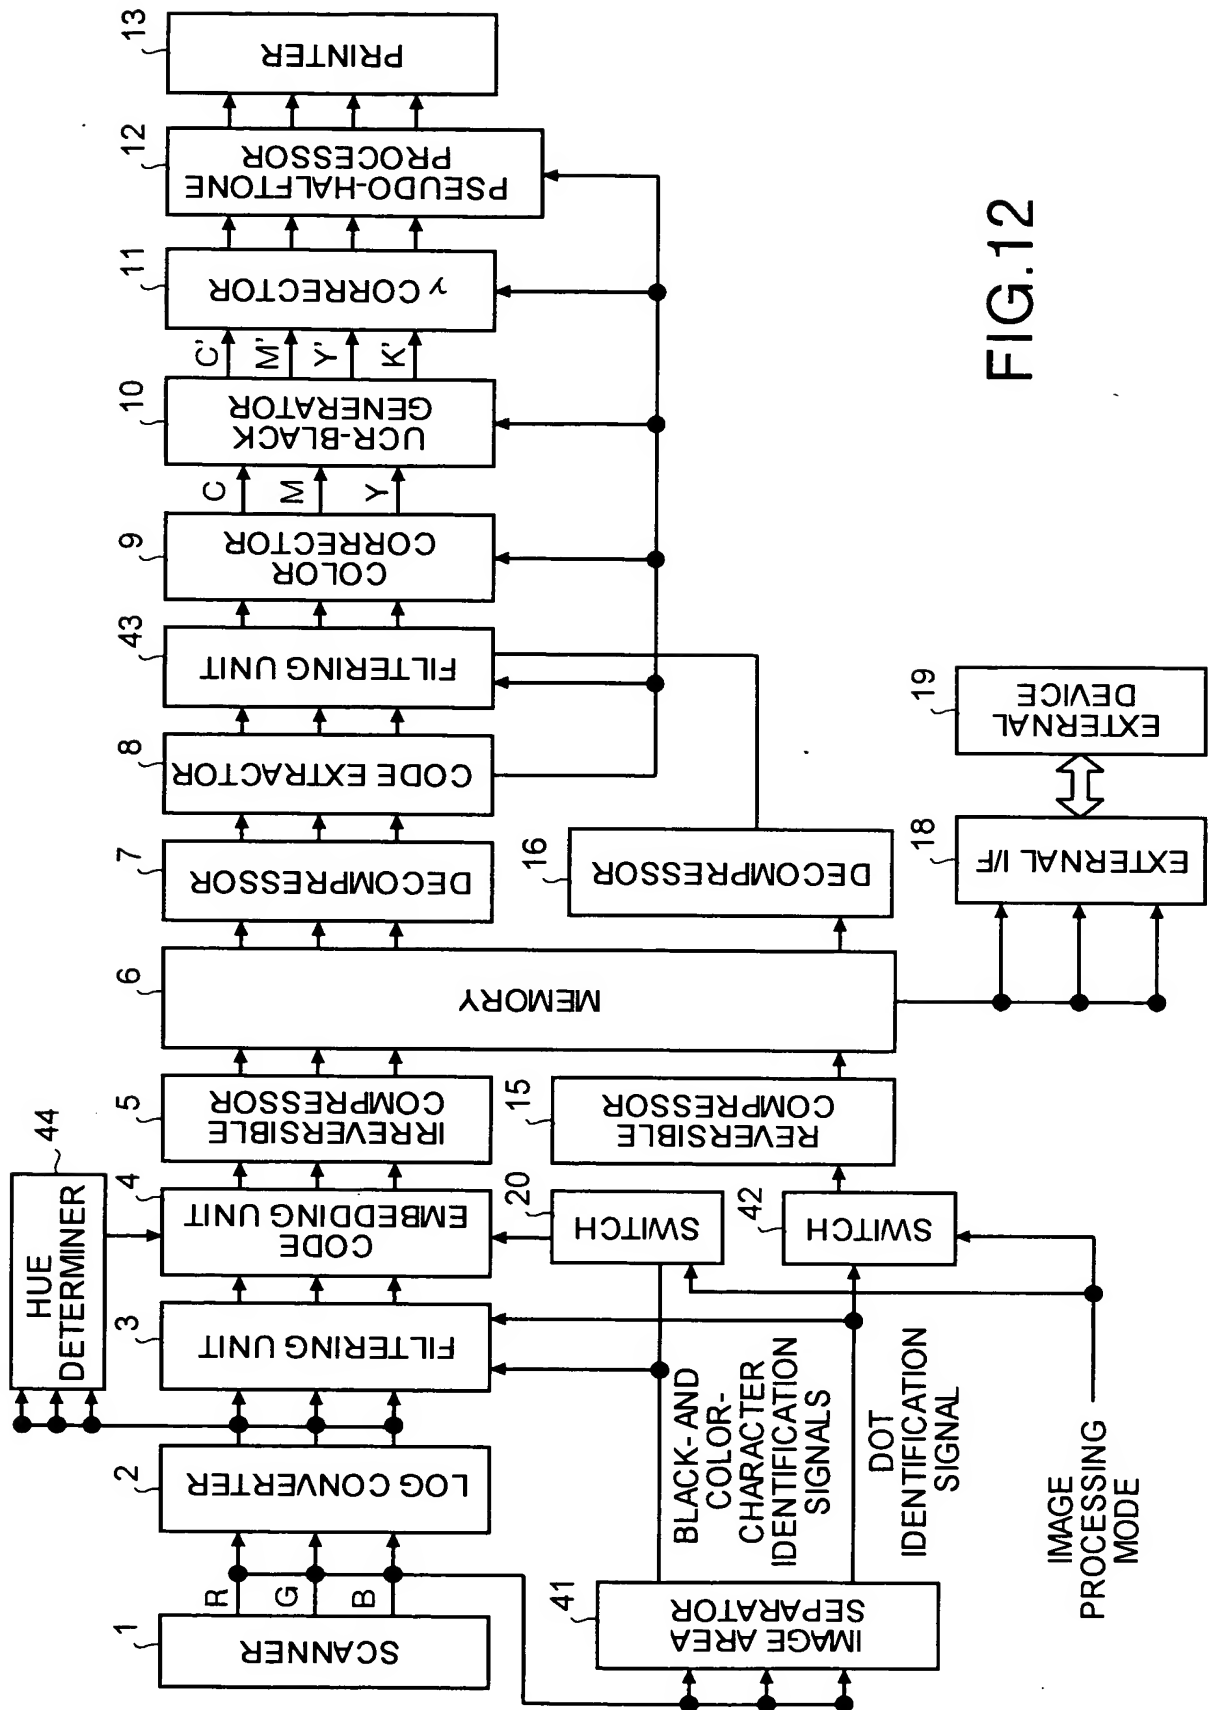 1
SCANNER
R
G
B
2
LOG CONVERTER
HUE
DETERMINER
44
3
FILTERING UNIT
4
CODE
EMBEDDING UNIT
5
IRREVERSIBLE
COMPRESSOR
6
MEMORY
7
DECOMPRESSOR
8
CODE EXTRACTOR
43
FILTERING UNIT
9
COLOR
CORRECTOR
C
M
Y
10
UCR-BLACK
GENERATOR
C'
M'
Y'
K'
11
γ CORRECTOR
12
PSEUDO-HALFTONE
PROCESSOR
13
PRINTER
41
IMAGE AREA
SEPARATOR
BLACK- AND
COLOR-
CHARACTER
IDENTIFICATION
SIGNALS
DOT
IDENTIFICATION
SIGNAL
20
SWITCH
42
SWITCH
15
REVERSIBLE
COMPRESSOR
16
DECOMPRESSOR
18
EXTERNAL I/F
19
EXTERNAL
DEVICE
IMAGE
PROCESSING
MODE
FIG.12